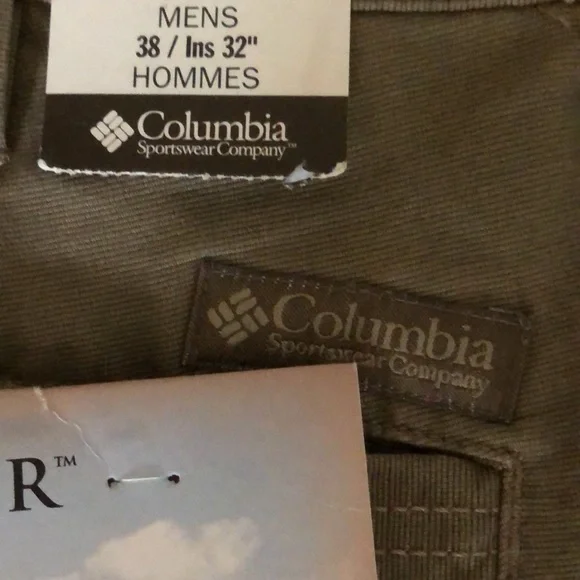 MENS
38 / Ins 32"
HOMMES
Columbia
Sportswear Company™
Columbia
Sportswear Company
R™